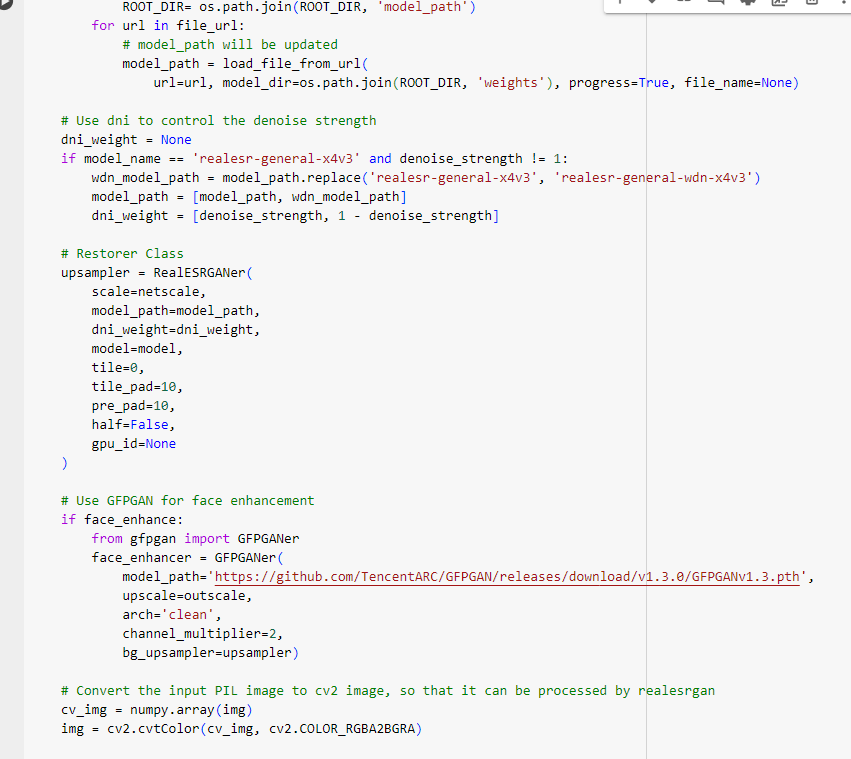 ROOT_DIR= os.path.join(ROOT_DIR, 'model_path')
    for url in file_url:
        # model_path will be updated
        model_path = load_file_from_url(
            url=url, model_dir=os.path.join(ROOT_DIR, 'weights'), progress=True, file_name=None)

# Use dni to control the denoise strength
dni_weight = None
if model_name == 'realesr-general-x4v3' and denoise_strength != 1:
    wdn_model_path = model_path.replace('realesr-general-x4v3', 'realesr-general-wdn-x4v3')
    model_path = [model_path, wdn_model_path]
    dni_weight = [denoise_strength, 1 - denoise_strength]

# Restorer Class
upsampler = RealESRGANer(
    scale=netscale,
    model_path=model_path,
    dni_weight=dni_weight,
    model=model,
    tile=0,
    tile_pad=10,
    pre_pad=10,
    half=False,
    gpu_id=None
)

# Use GFPGAN for face enhancement
if face_enhance:
    from gfpgan import GFPGANer
    face_enhancer = GFPGANer(
        model_path='https://github.com/TencentARC/GFPGAN/releases/download/v1.3.0/GFPGANv1.3.pth',
        upscale=outscale,
        arch='clean',
        channel_multiplier=2,
        bg_upsampler=upsampler)

# Convert the input PIL image to cv2 image, so that it can be processed by realesrgan
cv_img = numpy.array(img)
img = cv2.cvtColor(cv_img, cv2.COLOR_RGBA2BGRA)